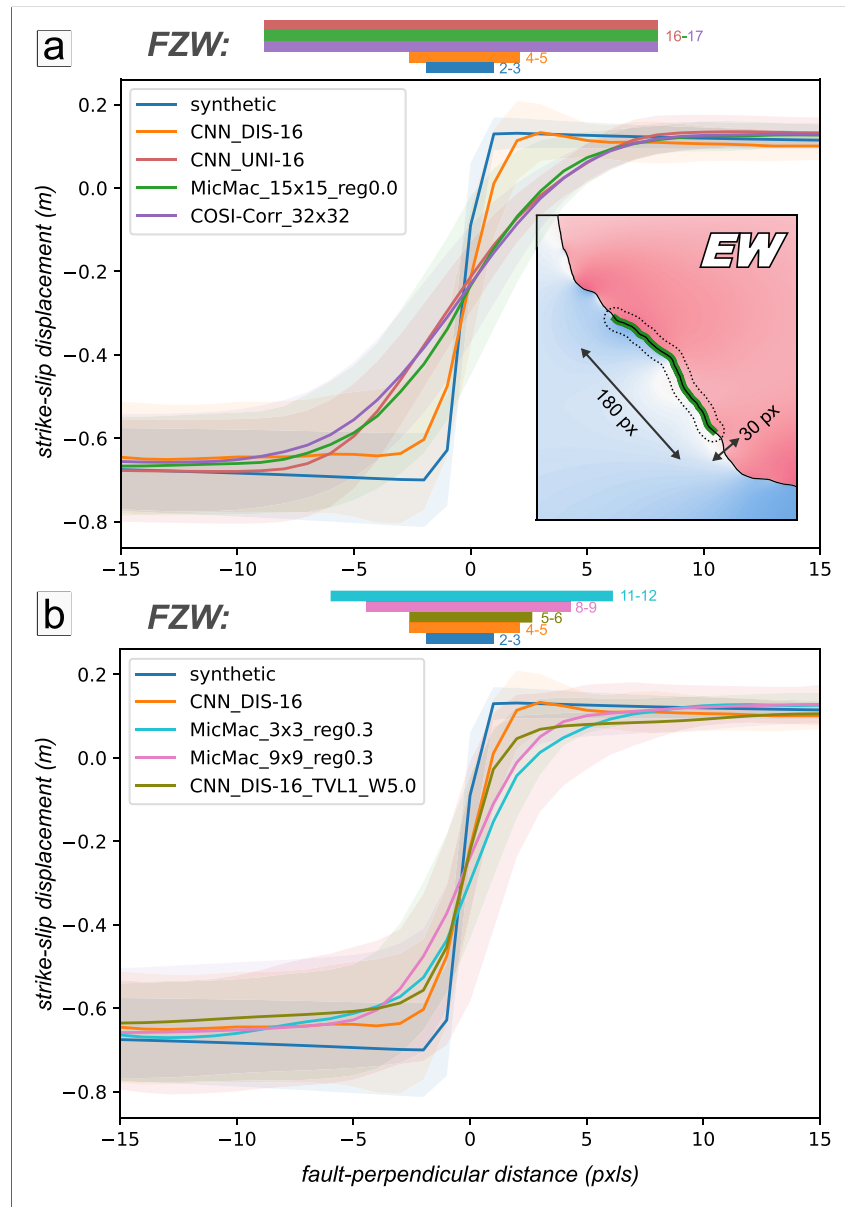 a
FZW:
16-17
4-5
2-3
synthetic
CNN_DIS-16
CNN_UNI-16
MicMac_15x15_reg0.0
COSI-Corr_32x32
0.2
0.0
−0.2
−0.4
−0.6
−0.8
strike-slip displacement (m)
EW
180 px
30 px
−15
−10
−5
0
5
10
15
b
FZW:
11-12
8-9
5-6
4-5
2-3
synthetic
CNN_DIS-16
MicMac_3x3_reg0.3
MicMac_9x9_reg0.3
CNN_DIS-16_TVL1_W5.0
0.2
0.0
−0.2
−0.4
−0.6
−0.8
strike-slip displacement (m)
−15
−10
−5
0
5
10
15
fault-perpendicular distance (pxls)